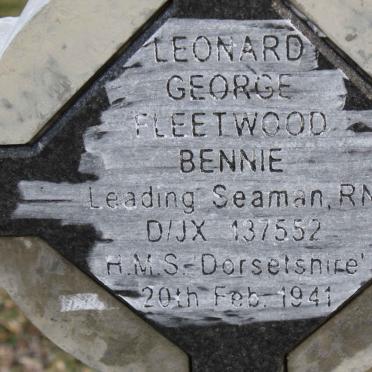 LEONARD
GEORGE
FLEETWOOD
BENNIE
Leading Seaman, RN
D/JX 137552
H.M.S. "Dorsetshire"
20th Feb. 1941